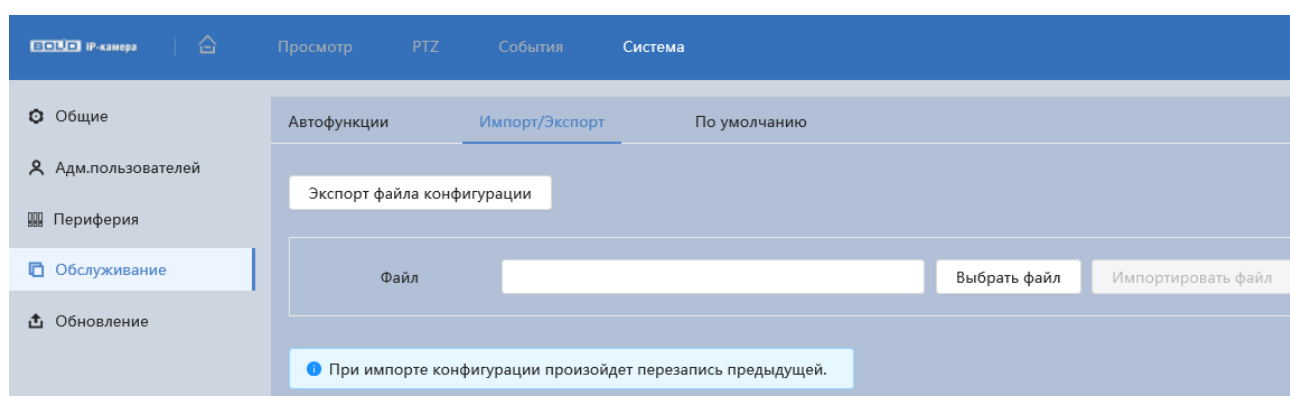 BOLID IP-камера Просмотр PTZ События Система
Общие
Адм.пользователей
Периферия
Обслуживание
Обновление
Автофункции Импорт/Экспорт По умолчанию
Экспорт файла конфигурации
Файл Выбрать файл Импортировать файл
При импорте конфигурации произойдет перезапись предыдущей.